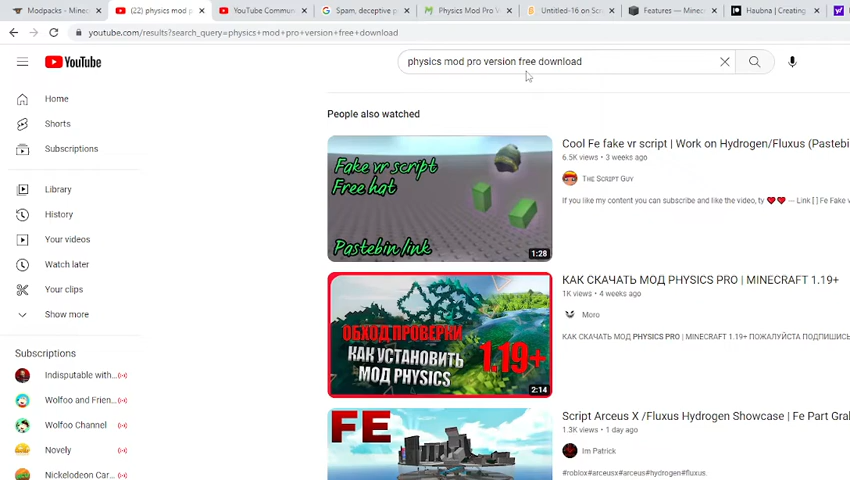 Modpacks - Minec
(22) physics mod p
YouTube Commun
Spam, deceptive p
Physics Mod Pro V
Untitled-16 on Scr
Features — Minec
Haubna | Creating
youtube.com/results?search_query=physics+mod+pro+version+free+download
YouTube
physics mod pro version free download
Home
Shorts
Subscriptions
Library
History
Your videos
Watch later
Your clips
Show more
Subscriptions
Indisputable with...
Wolfoo and Frien...
Wolfoo Channel
Novely
Nickelodeon Car...
People also watched
Fake vr script
Free hat
Pastebin link
1:28
Cool Fe fake vr script | Work on Hydrogen/Fluxus (Pastebi
6.5K views • 3 weeks ago
The Script Guy
If you like my content you can subscribe and like the video, ty ❤❤ — Link [ ] Fe Fake v
ОБХОД ПРОВЕРКИ
КАК УСТАНОВИТЬ
МОД PHYSICS
1.19+
2:14
КАК СКАЧАТЬ МОД PHYSICS PRO | MINECRAFT 1.19+
1K views • 4 weeks ago
Moro
КАК СКАЧАТЬ МОД PHYSICS PRO | MINECRAFT 1.19+ ПОЖАЛУЙСТА ПОДПИШИСЬ
FE
Script Arceus X /Fluxus Hydrogen Showcase | Fe Part Gral
1.3K views • 1 day ago
Im Patrick
#roblox#arceusx#arceus#hydrogen#fluxus.